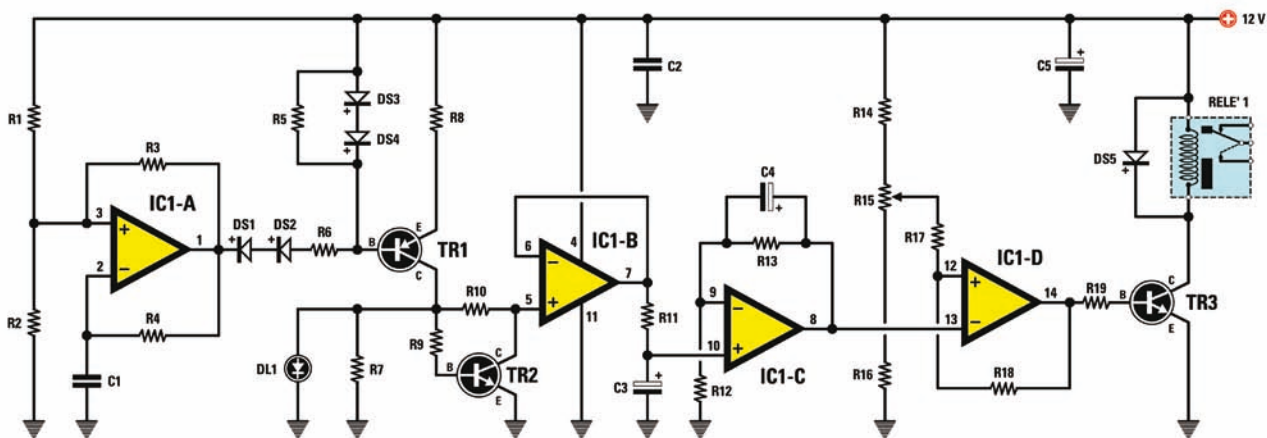 12 V
C2
C5
RELE' 1
R1
R5
DS3
DS4
R8
R14
DS5
R3
IC1-A
3
2
1
DS1
DS2
R6
B
E
C
TR1
6
4
IC1-B
7
5
11
C4
R13
R15
R17
IC1-D
12
13
14
R19
B
C
E
TR3
R2
R4
C1
R10
R11
9
10
8
IC1-C
DL1
R7
R9
B
C
E
TR2
C3
R12
R16
R18